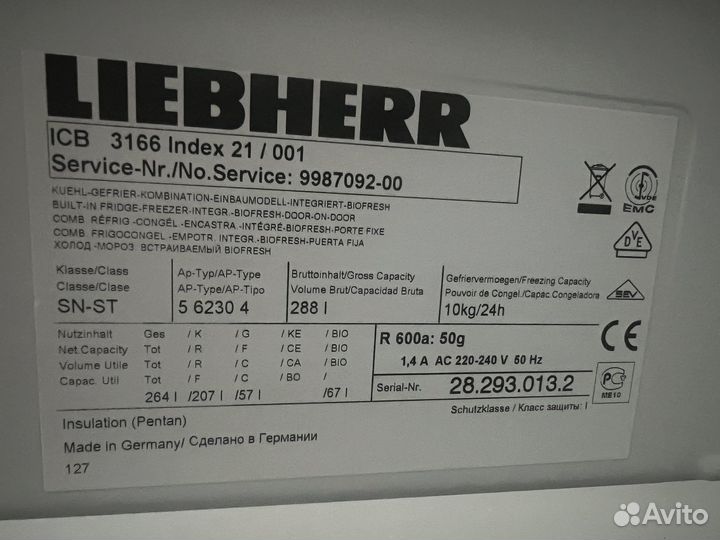 LIEBHERR
ICB 3166 Index 21 / 001
Service-Nr./No.Service: 9987092-00
KUEHL-GEFRIER-KOMBINATION-EINBAUMODELL-INTEGRIERT-BIOFRESH
BUILT-IN FRIDGE-FREEZER-INTEGR.-BIOFRESH-DOOR-ON-DOOR
COMB. RÉFRIG-CONGÉL.-ENCASTRA.-INTÉGRÉ-BIOFRESH-PORTE FIXE
COMB. FRIGOCONGEL.-EMPOTR. INTEGR.-BIOFRESH-PUERTA FIJA
ХОЛОД.-МОРОЗ. ВСТРАИВАЕМЫЙ BIOFRESH
VDE
EMC
DVE
Klasse/Class Ap-Typ/AP-Type Bruttoinhalt/Gross Capacity Gefriervermoegen/Freezing Capacity
Classe/Clase AP-Type/AP-Tipo Volume Brut/Capacidad Bruta Pouvoir de Congel./Capac.Congeladora
SN-ST 5 6230 4 288 l 10kg/24h
SEV
Nutzinhalt Ges / K / G / KE / BIO
Net.Capacity Tot / R / F / CE / BIO
Volume Utile Tot / R / C / CA / BIO
Capac. Util Tot / F / C / BO /
264 l / 207 l / 57 l / 67 l
R 600a: 50g
1,4 A AC 220-240 V 50 Hz
CE
Serial-Nr. 28.293.013.2
РС
ME10
Schutzklasse / Класс защиты: I
Insulation (Pentan)
Made in Germany/ Сделано в Германии
127
Avito